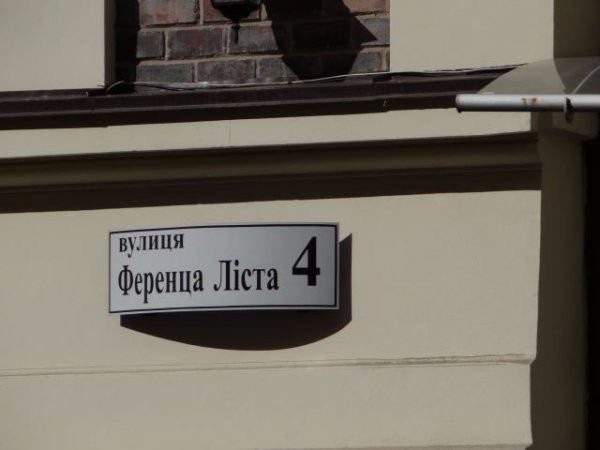 вулиця
Ференца Ліста 4